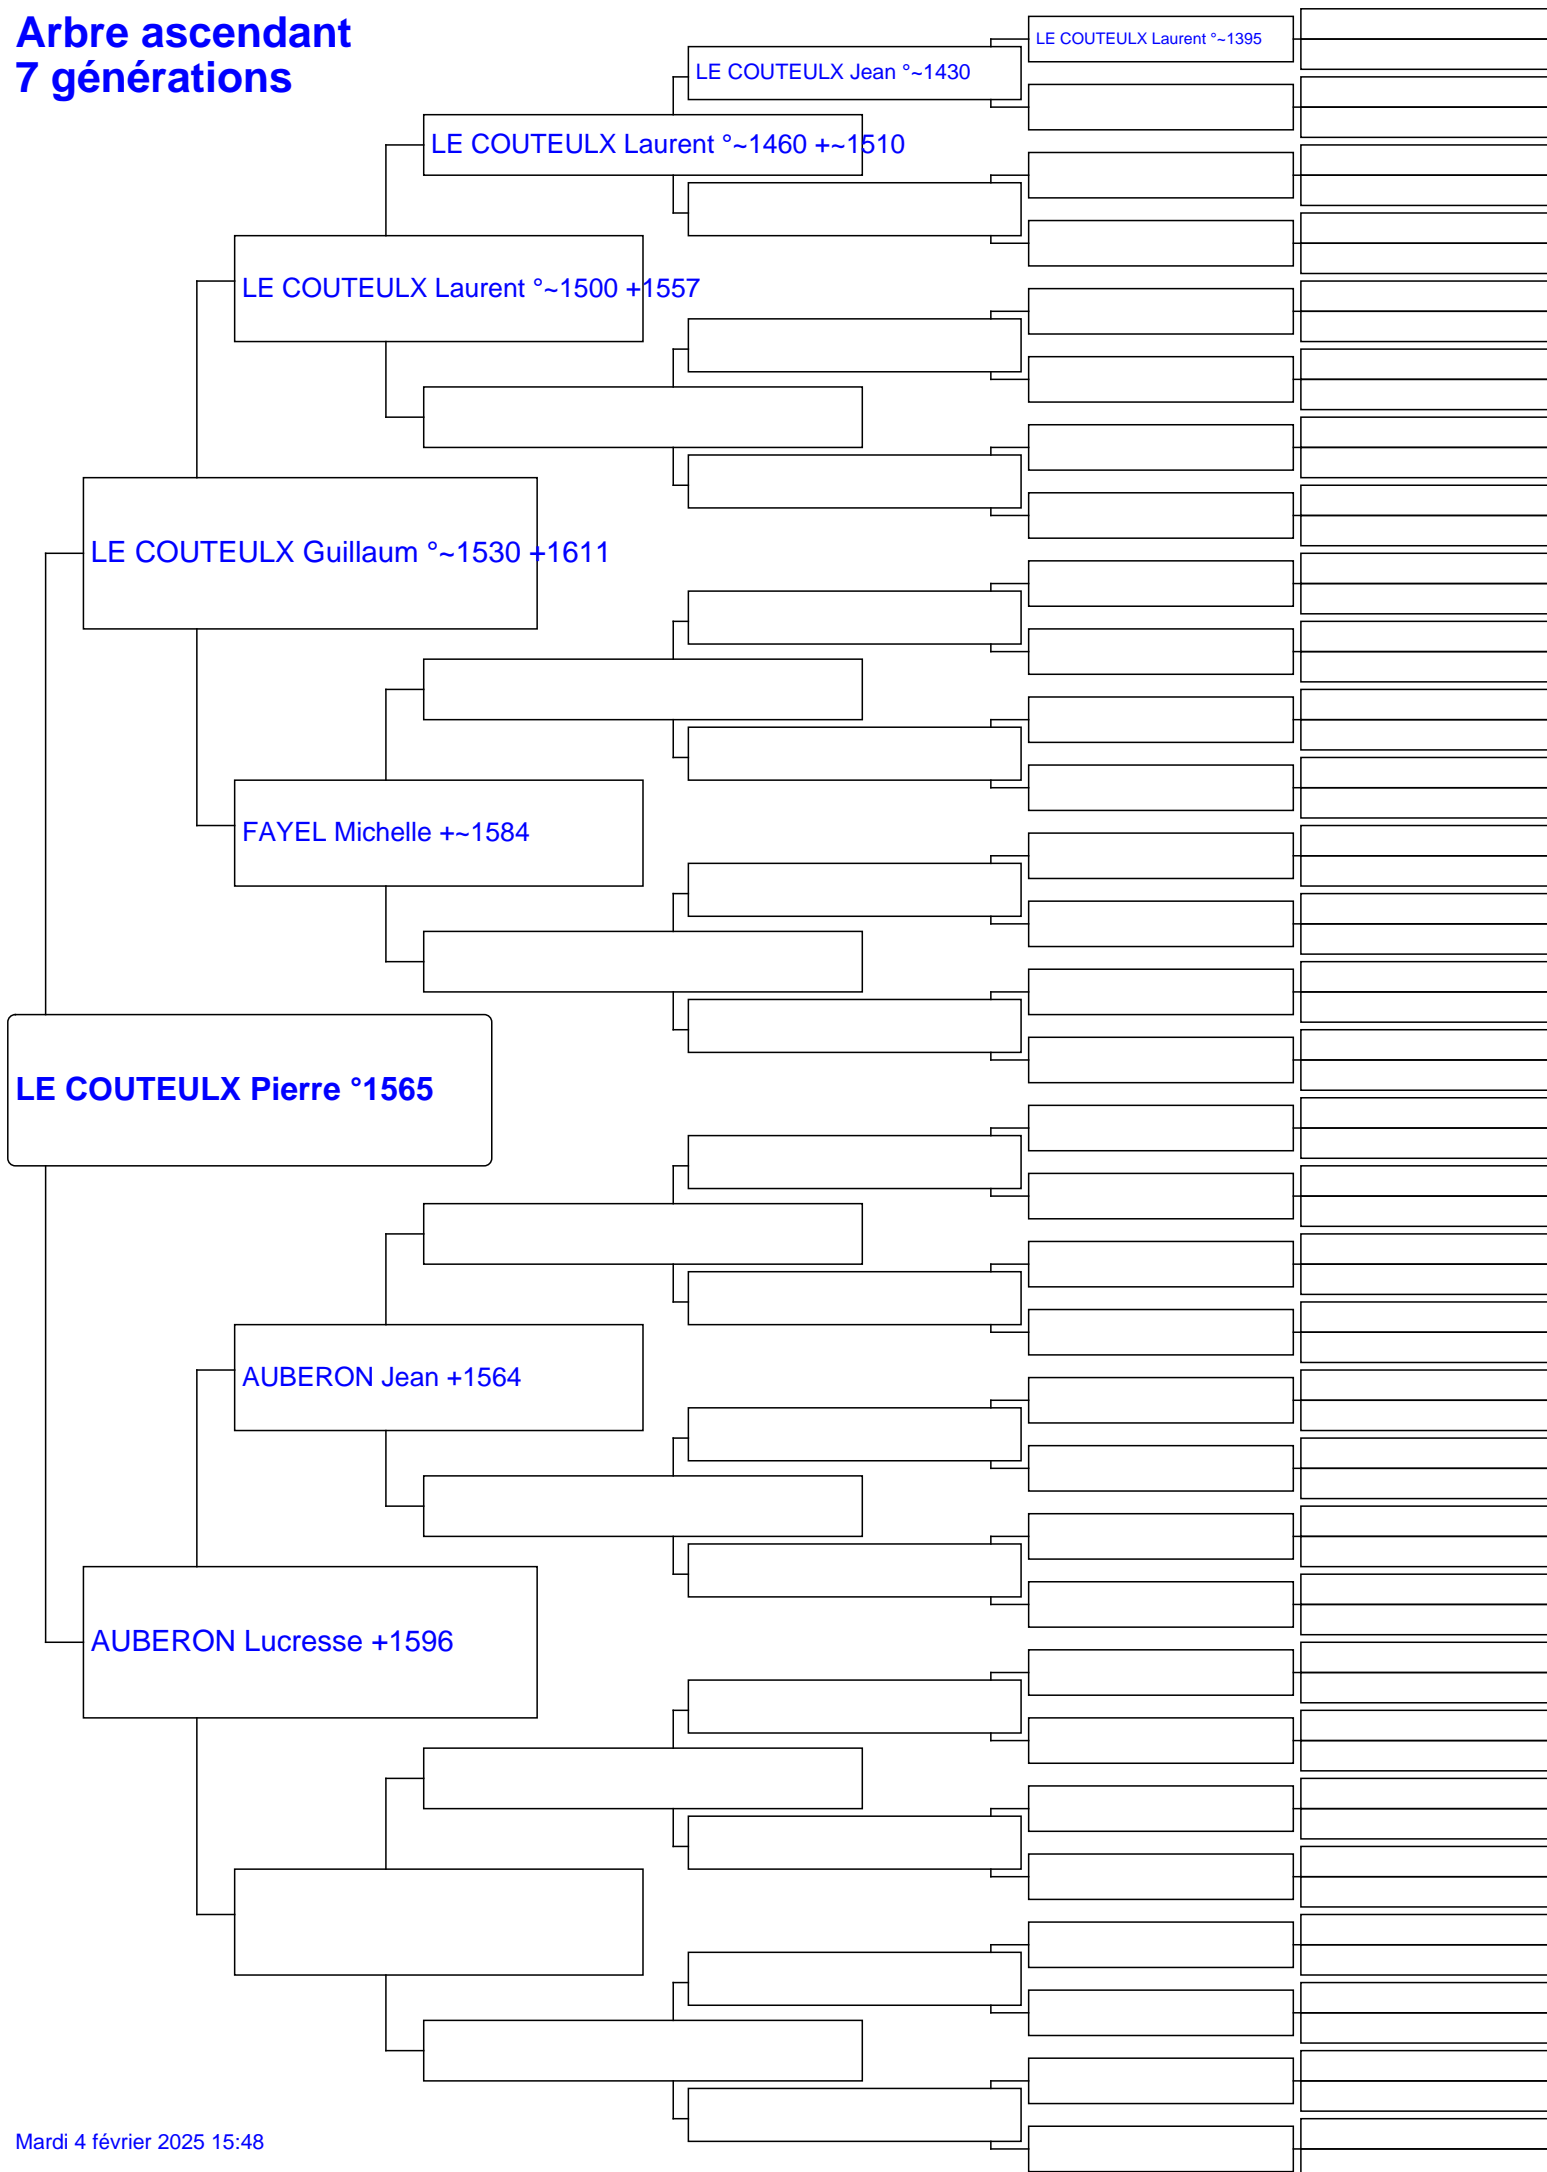 Arbre ascendant
7 générations
LE COUTEULX Laurent °~1395
LE COUTEULX Jean °~1430
LE COUTEULX Laurent °~1460 +~1510
LE COUTEULX Laurent °~1500 +1557
LE COUTEULX Guillaum °~1530 +1611
FAYEL Michelle +~1584
LE COUTEULX Pierre °1565
AUBERON Jean +1564
AUBERON Lucresse +1596
Mardi 4 février 2025 15:48